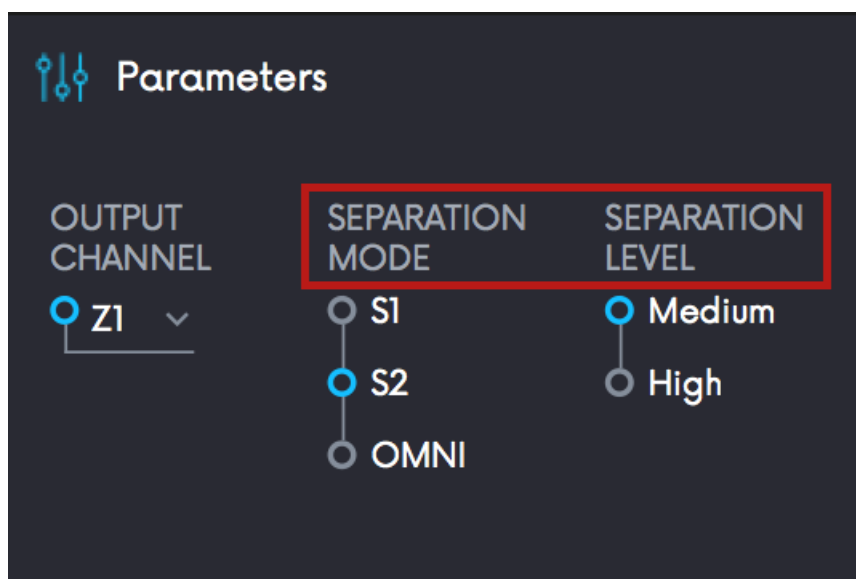 Parameters
OUTPUT
CHANNEL
Z1
SEPARATION
MODE
S1
S2
OMNI
SEPARATION
LEVEL
Medium
High